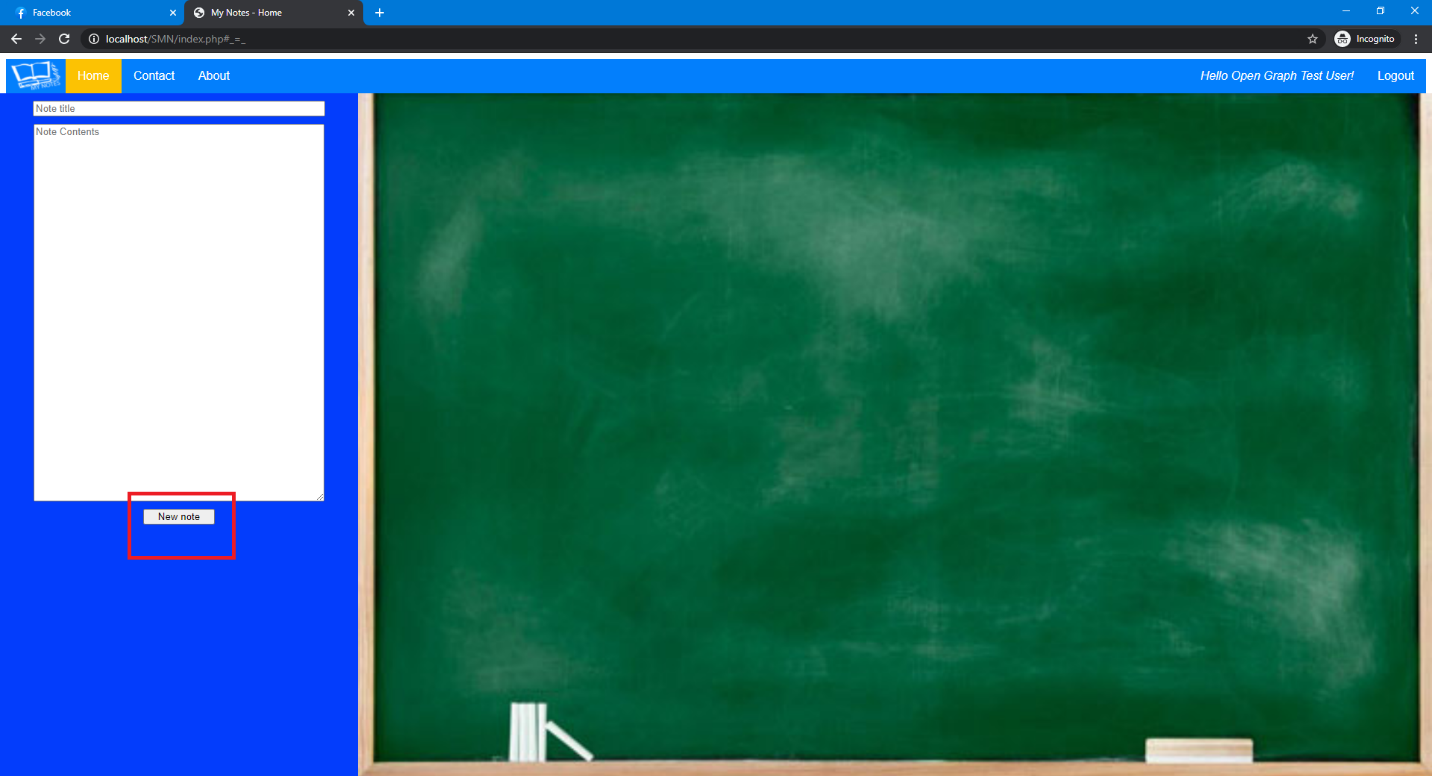 Facebook
My Notes - Home
localhost/SMN/index.php#_=_
Incognito
Home
Contact
About
Hello Open Graph Test User!
Logout
Note title
Note Contents
New note